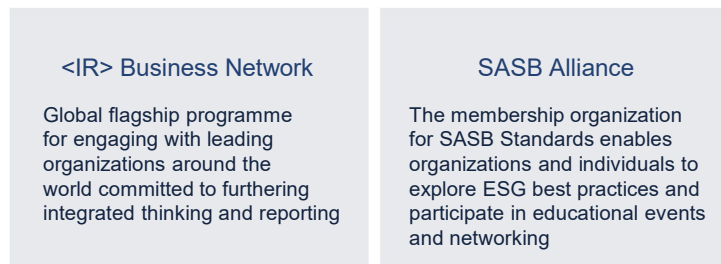 <IR> Business Network
Global flagship programme
for engaging with leading
organizations around the
world committed to furthering
integrated thinking and reporting
SASB Alliance
The membership organization
for SASB Standards enables
organizations and individuals to
explore ESG best practices and
participate in educational events
and networking